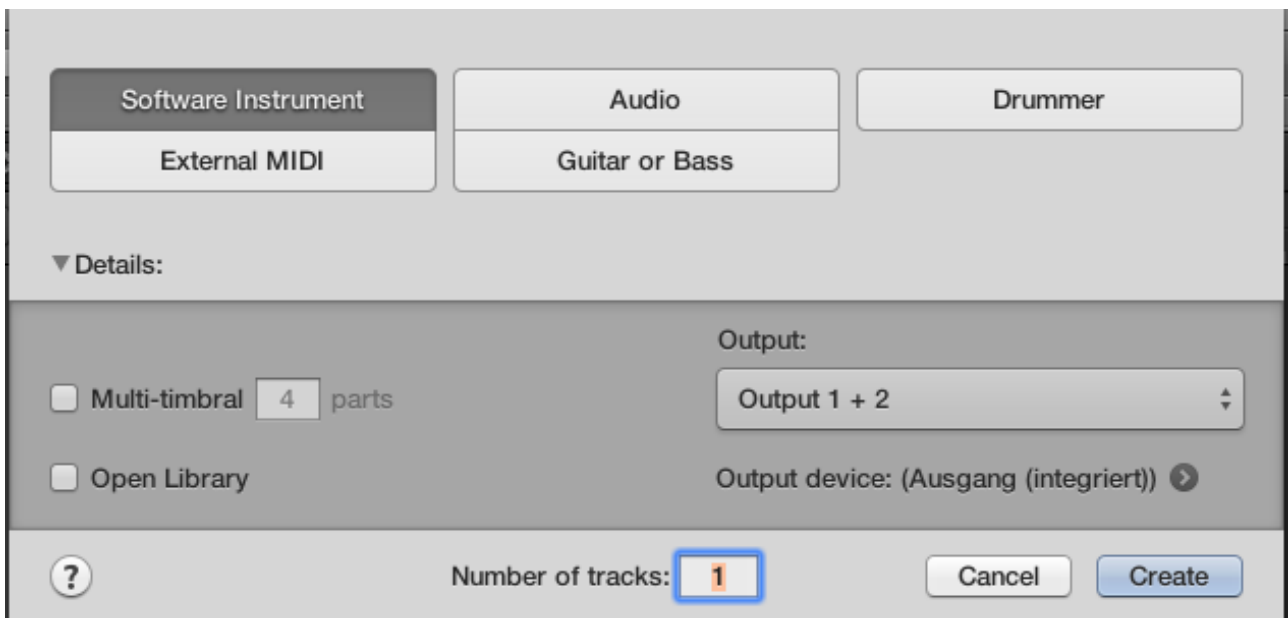 Software Instrument
Audio
Drummer
External MIDI
Guitar or Bass
Details:
Output:
Multi-timbral 4 parts
Output 1 + 2
Open Library
Output device: (Ausgang (integriert))
?
Number of tracks: 1
Cancel
Create